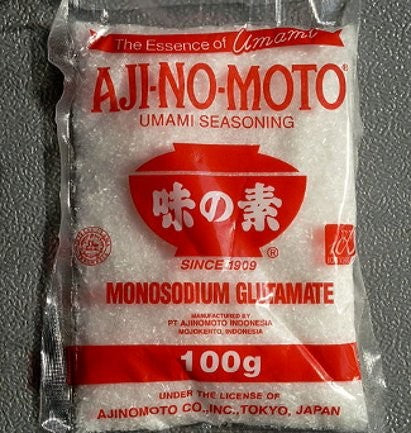 The Essence of Umami
AJI-NO-MOTO®
UMAMI SEASONING
味の素
®
SINCE 1909
100
MONOSODIUM GLUTAMATE
MANUFACTURED BY
PT AJINOMOTO INDONESIA
MOJOKERTO, INDONESIA
100g
UNDER THE LICENSE OF
AJINOMOTO CO.,INC.,TOKYO, JAPAN